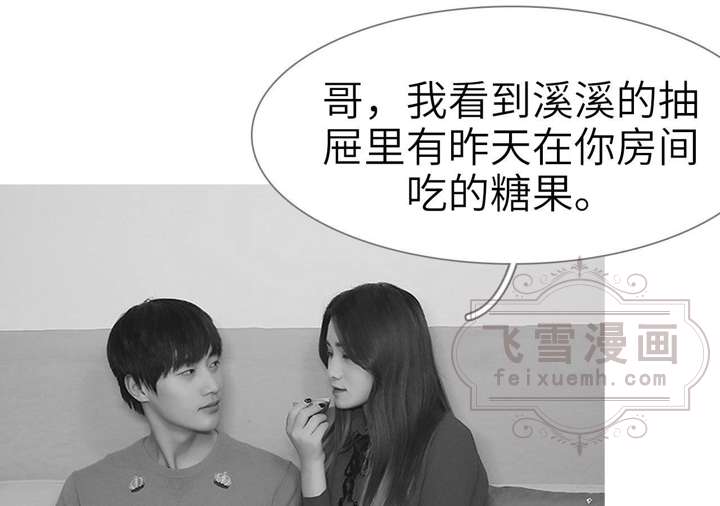 哥，我看到溪溪的抽
屉里有昨天在你房间
吃的糖果。
飞雪漫画
feixuemh.com